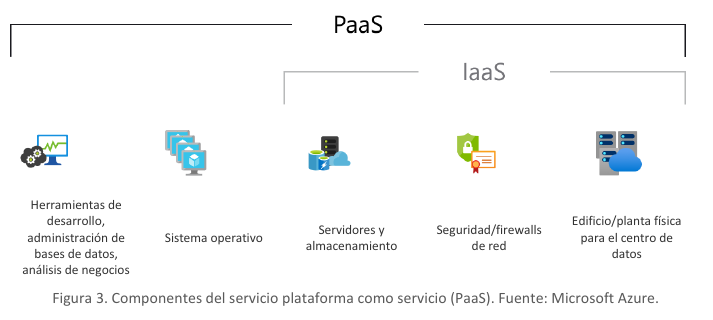 PaaS
IaaS
Herramientas de
desarrollo,
administración de
bases de datos,
análisis de negocios
Sistema operativo
Servidores y
almacenamiento
Seguridad/firewalls
de red
Edificio/planta física
para el centro de
datos
Figura 3. Componentes del servicio plataforma como servicio (PaaS). Fuente: Microsoft Azure.